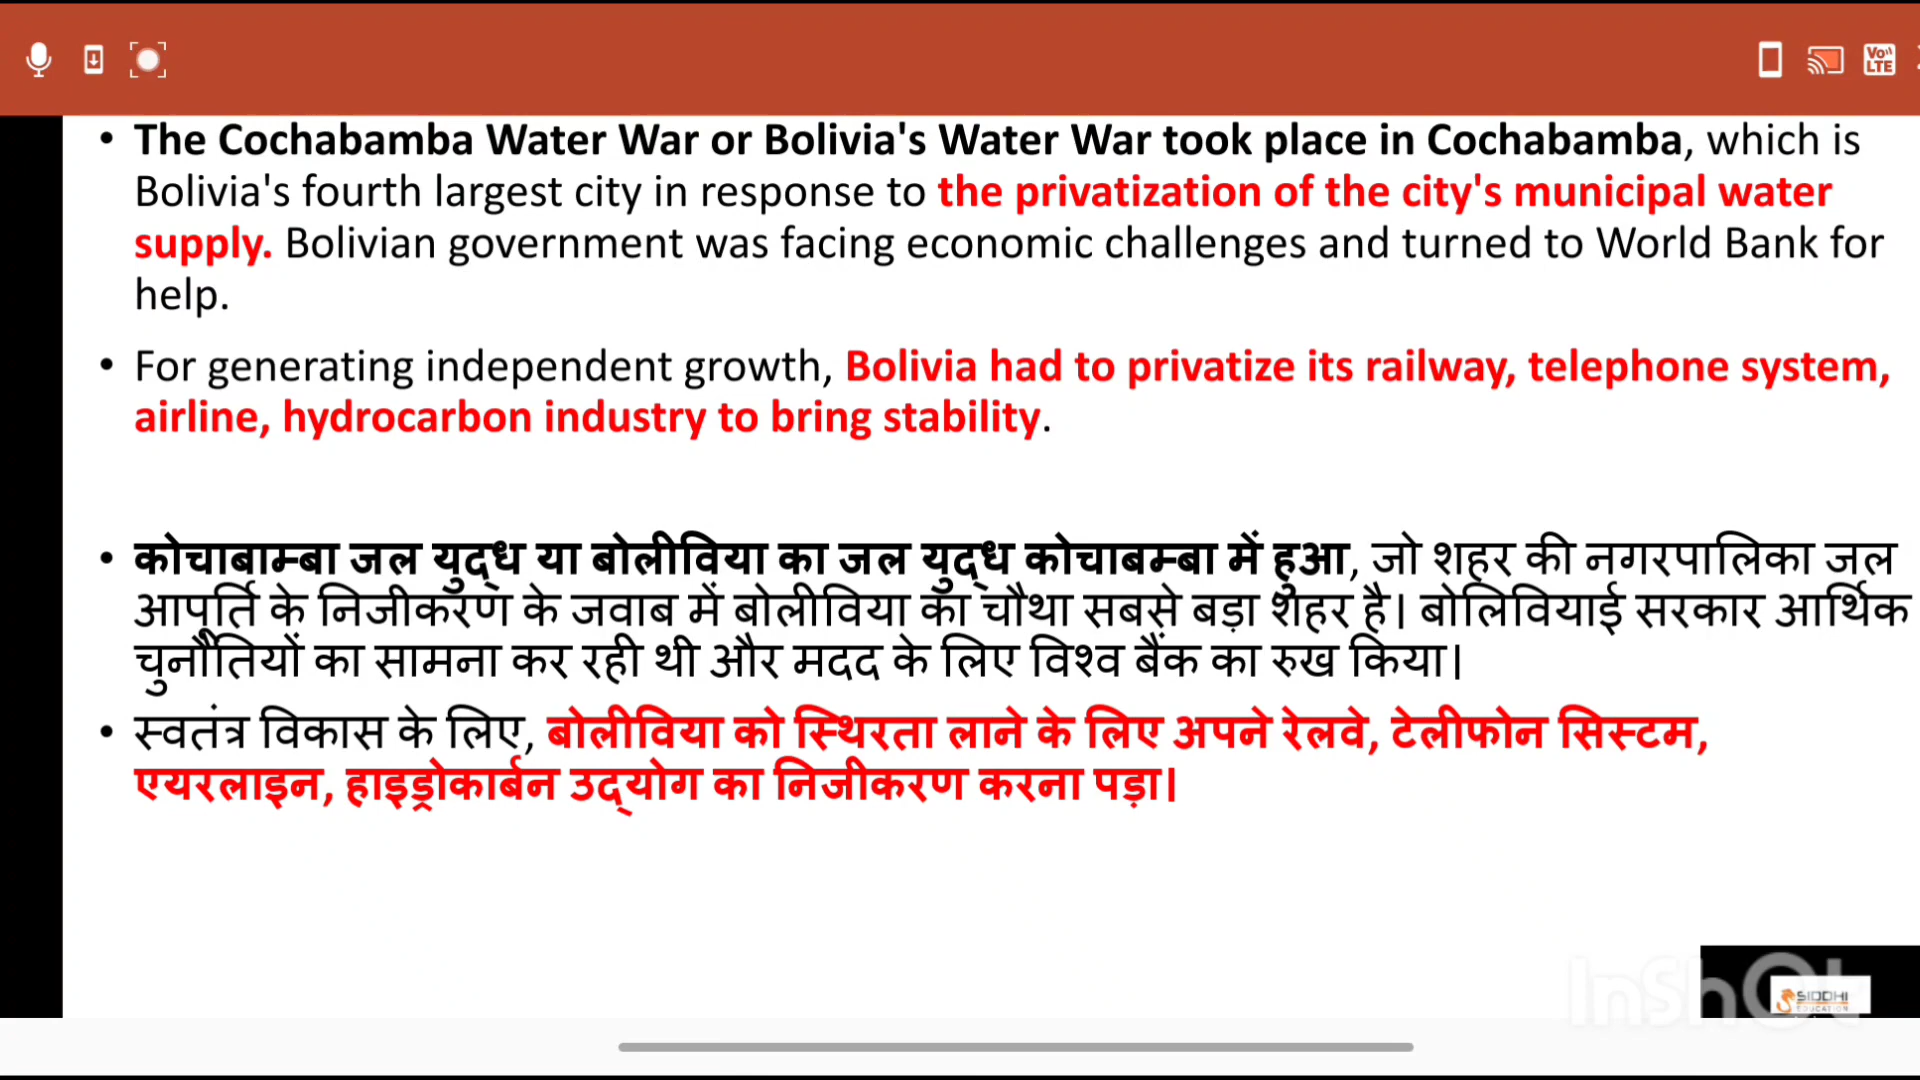 Vo))
LTE
• The Cochabamba Water War or Bolivia's Water War took place in Cochabamba, which is
Bolivia's fourth largest city in response to the privatization of the city's municipal water
supply. Bolivian government was facing economic challenges and turned to World Bank for
help.
• For generating independent growth, Bolivia had to privatize its railway, telephone system,
airline, hydrocarbon industry to bring stability.
• कोचाबाम्बा जल युद्ध या बोलीविया का जल युद्ध कोचाबम्बा में हुआ, जो शहर की नगरपालिका जल
आपूर्ति के निजीकरण के जवाब में बोलीविया का चौथा सबसे बड़ा शहर है। बोलिवियाई सरकार आर्थिक
चुनौतियों का सामना कर रही थी और मदद के लिए विश्व बैंक का रुख किया।
• स्वतंत्र विकास के लिए, बोलीविया को स्थिरता लाने के लिए अपने रेलवे, टेलीफोन सिस्टम,
एयरलाइन, हाइड्रोकार्बन उद्योग का निजीकरण करना पड़ा।
InShOt
SIDDHI
EDUCATION